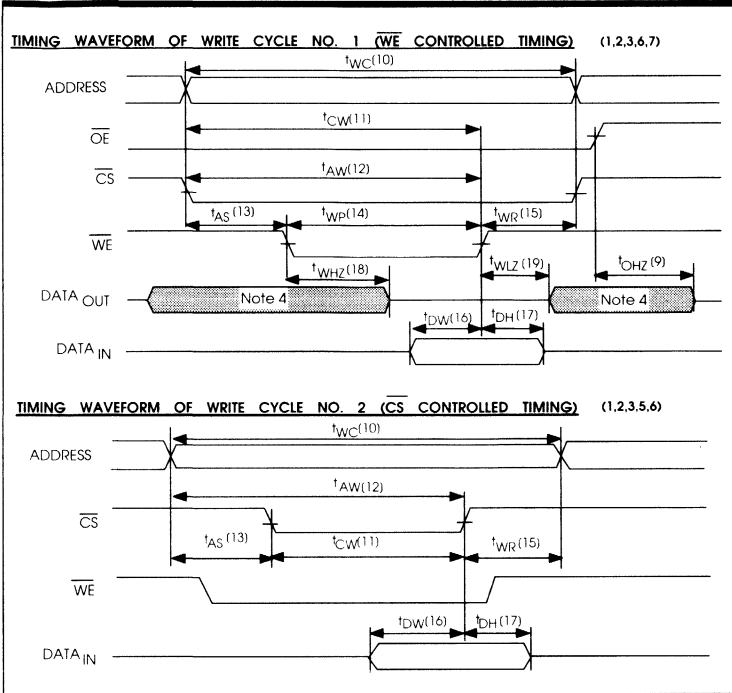 TIMING WAVEFORM OF WRITE CYCLE NO. 1 (WE CONTROLLED TIMING) (1,2,3,6,7)
tWC(10)
ADDRESS
tCW(11)
OE
tAW(12)
CS
tAS(13) tWP(14) tWR(15)
WE
tWHZ(18) tWLZ(19) tOHZ(9)
DATA OUT Note 4 Note 4
tDW(16) tDH(17)
DATA IN
TIMING WAVEFORM OF WRITE CYCLE NO. 2 (CS CONTROLLED TIMING) (1,2,3,5,6)
tWC(10)
ADDRESS
tAW(12)
CS
tAS(13) tCW(11) tWR(15)
WE
tDW(16) tDH(17)
DATA IN